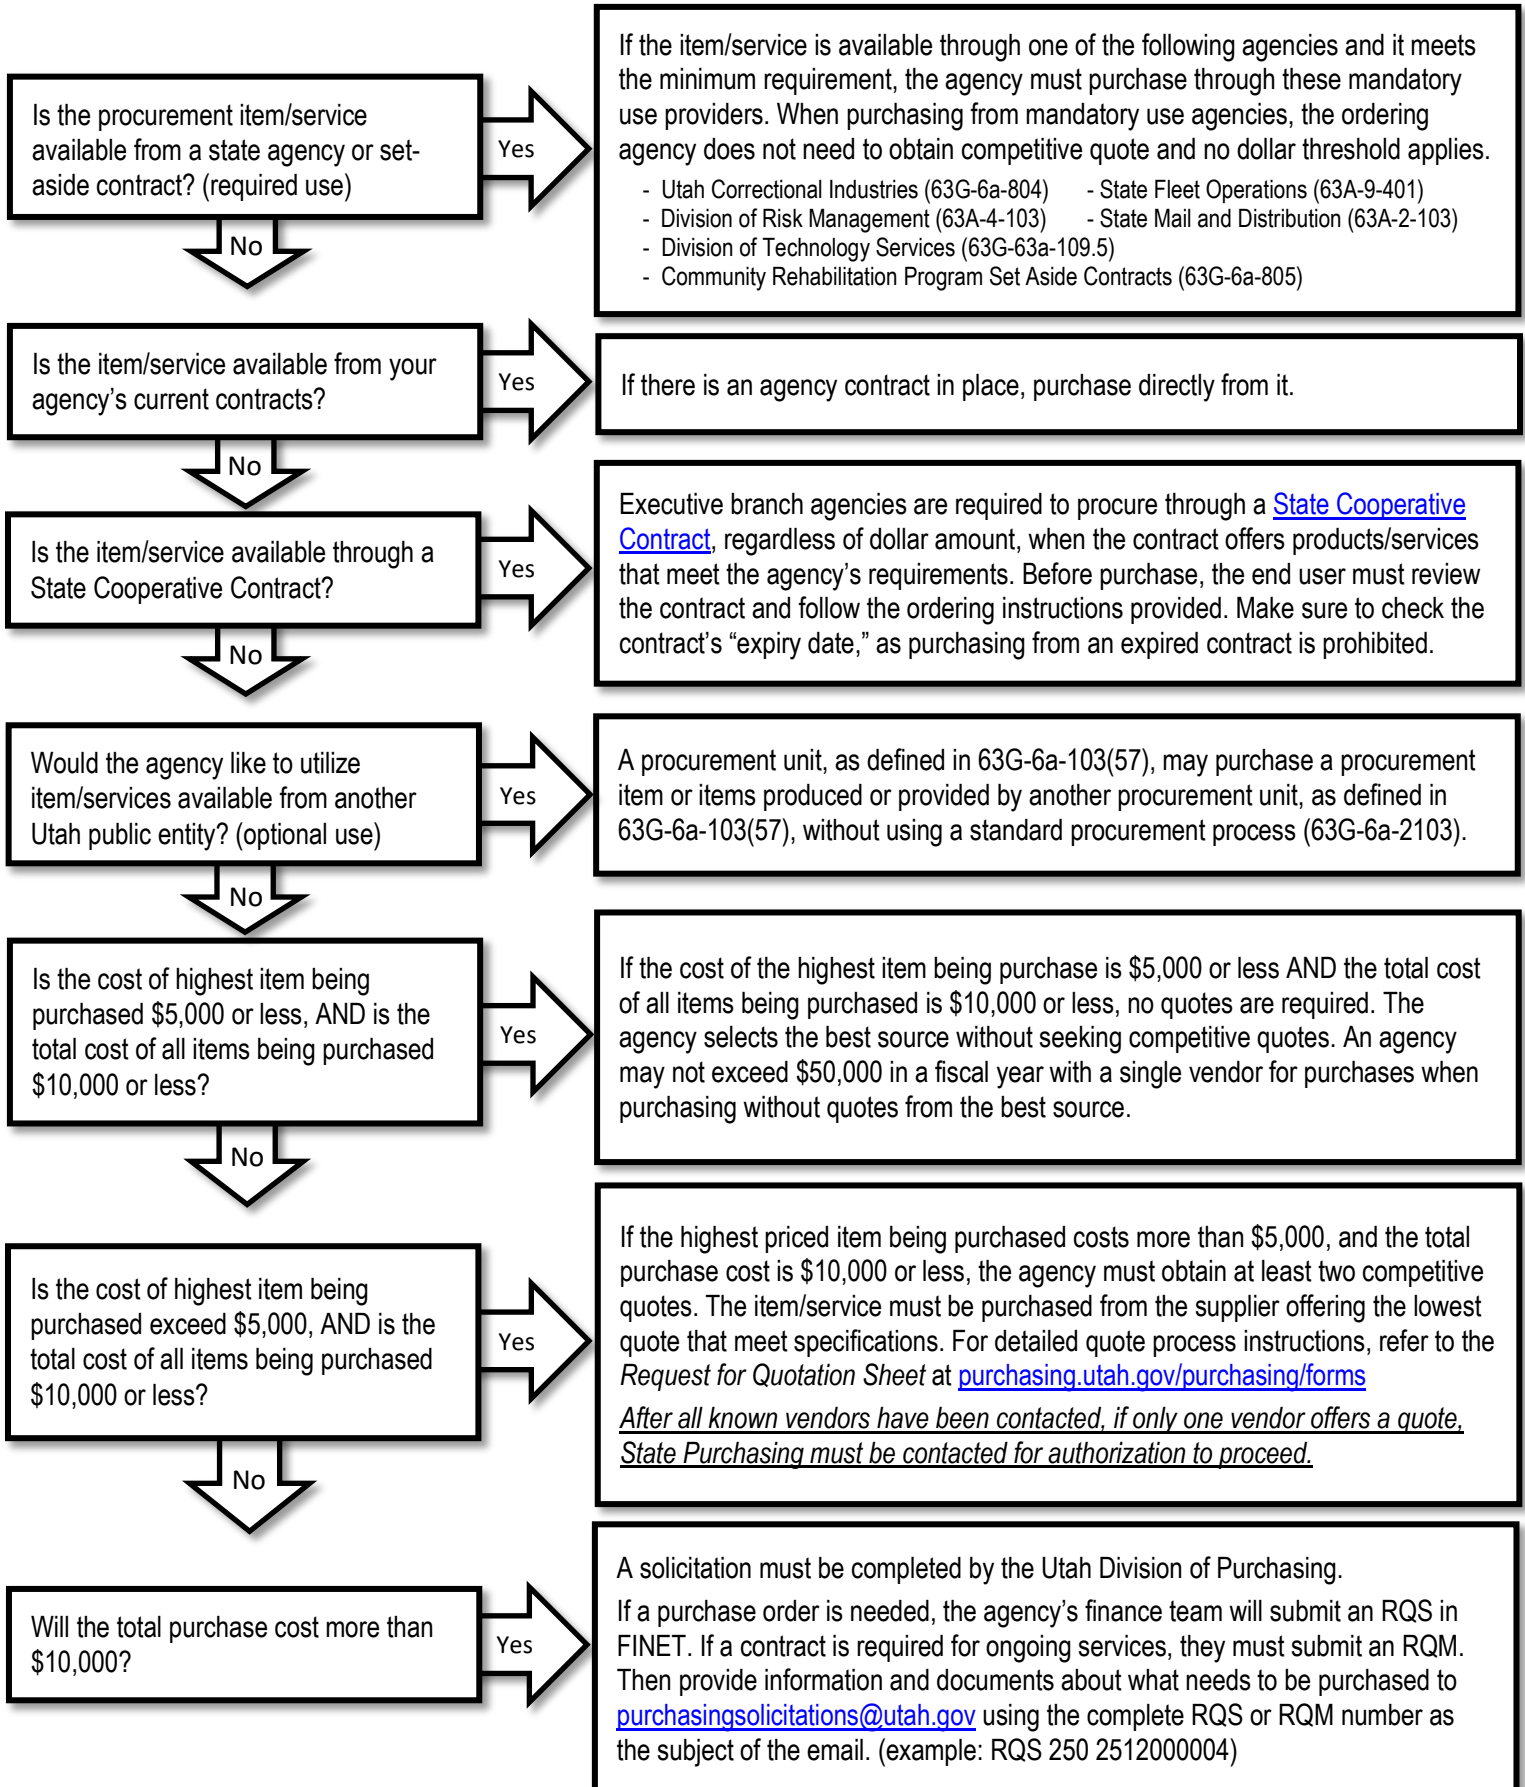 Is the procurement item/service
available from a state agency or set-
aside contract? (required use)
Yes
If the item/service is available through one of the following agencies and it meets
the minimum requirement, the agency must purchase through these mandatory
use providers. When purchasing from mandatory use agencies, the ordering
agency does not need to obtain competitive quote and no dollar threshold applies.
- Utah Correctional Industries (63G-6a-804) - State Fleet Operations (63A-9-401)
- Division of Risk Management (63A-4-103) - State Mail and Distribution (63A-2-103)
- Division of Technology Services (63G-63a-109.5)
- Community Rehabilitation Program Set Aside Contracts (63G-6a-805)
No
Is the item/service available from your
agency’s current contracts?
Yes
If there is an agency contract in place, purchase directly from it.
No
Is the item/service available through a
State Cooperative Contract?
Yes
Executive branch agencies are required to procure through a State Cooperative
Contract, regardless of dollar amount, when the contract offers products/services
that meet the agency’s requirements. Before purchase, the end user must review
the contract and follow the ordering instructions provided. Make sure to check the
contract’s “expiry date,” as purchasing from an expired contract is prohibited.
No
Would the agency like to utilize
item/services available from another
Utah public entity? (optional use)
Yes
A procurement unit, as defined in 63G-6a-103(57), may purchase a procurement
item or items produced or provided by another procurement unit, as defined in
63G-6a-103(57), without using a standard procurement process (63G-6a-2103).
No
Is the cost of highest item being
purchased $5,000 or less, AND is the
total cost of all items being purchased
$10,000 or less?
Yes
If the cost of the highest item being purchase is $5,000 or less AND the total cost
of all items being purchased is $10,000 or less, no quotes are required. The
agency selects the best source without seeking competitive quotes. An agency
may not exceed $50,000 in a fiscal year with a single vendor for purchases when
purchasing without quotes from the best source.
No
Is the cost of highest item being
purchased exceed $5,000, AND is the
total cost of all items being purchased
$10,000 or less?
Yes
If the highest priced item being purchased costs more than $5,000, and the total
purchase cost is $10,000 or less, the agency must obtain at least two competitive
quotes. The item/service must be purchased from the supplier offering the lowest
quote that meet specifications. For detailed quote process instructions, refer to the
Request for Quotation Sheet at purchasing.utah.gov/purchasing/forms
After all known vendors have been contacted, if only one vendor offers a quote,
State Purchasing must be contacted for authorization to proceed.
No
Will the total purchase cost more than
$10,000?
Yes
A solicitation must be completed by the Utah Division of Purchasing.
If a purchase order is needed, the agency’s finance team will submit an RQS in
FINET. If a contract is required for ongoing services, they must submit an RQM.
Then provide information and documents about what needs to be purchased to
purchasingsolicitations@utah.gov using the complete RQS or RQM number as
the subject of the email. (example: RQS 250 2512000004)